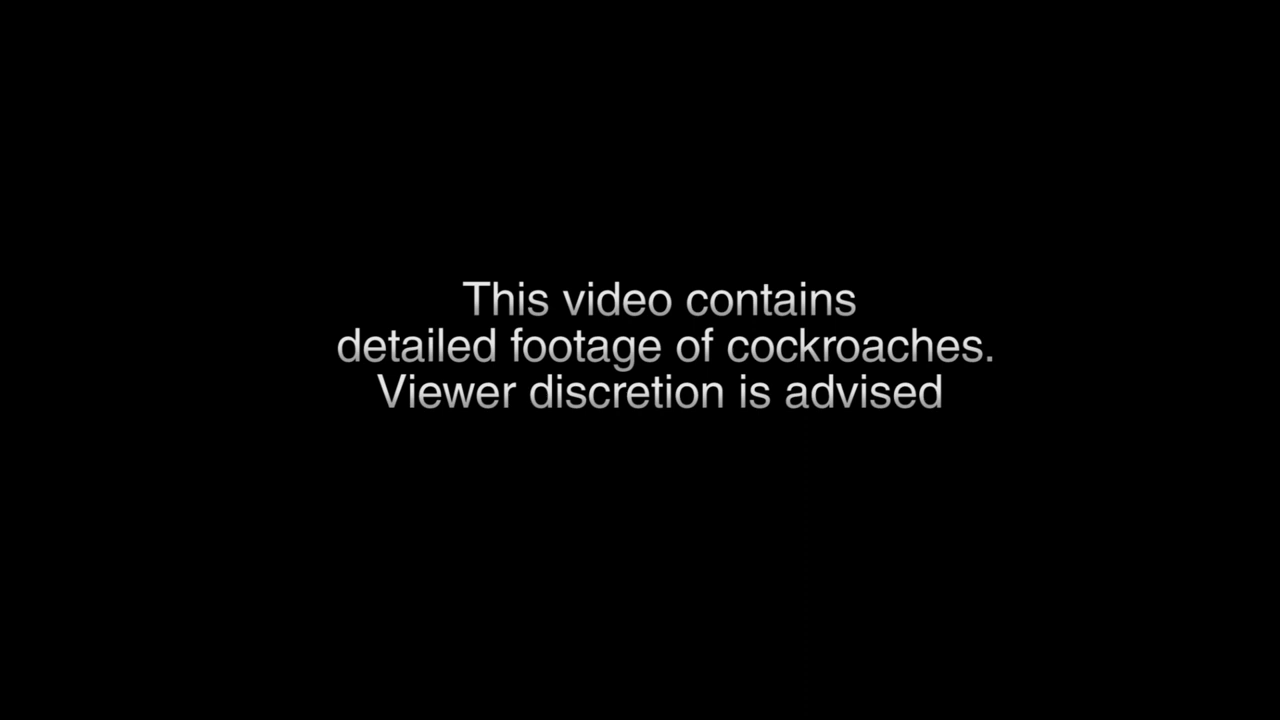 This video contains
detailed footage of cockroaches.
Viewer discretion is advised